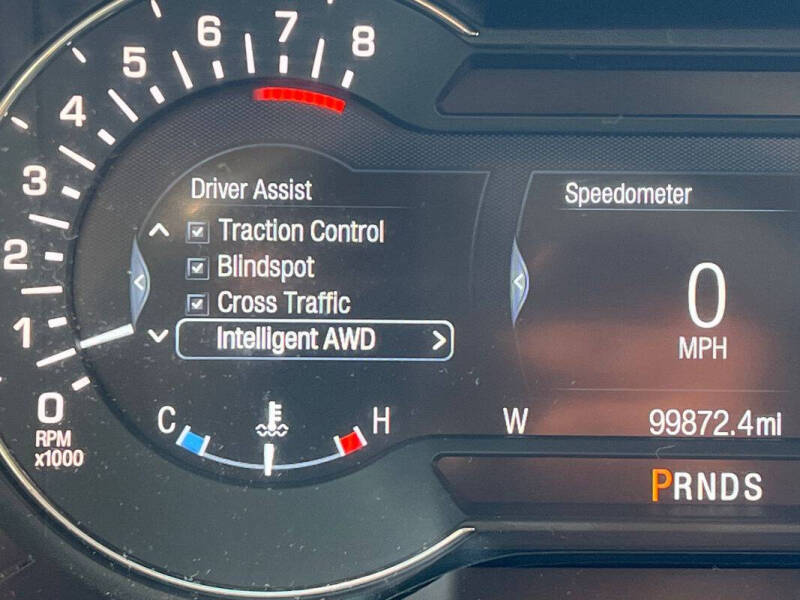 0
1
2
3
4
5
6
7
8
RPM
x1000
Driver Assist
Traction Control
Blindspot
Cross Traffic
Intelligent AWD
C
H
Speedometer
0
MPH
W
99872.4mi
PRNDS